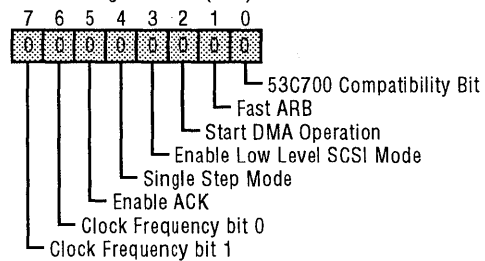 7 6 5 4 3 2 1 0
0 0 0 0 0 0 0 0
53C700 Compatibility Bit
Fast ARB
Start DMA Operation
Enable Low Level SCSI Mode
Single Step Mode
Enable ACK
Clock Frequency bit 0
Clock Frequency bit 1